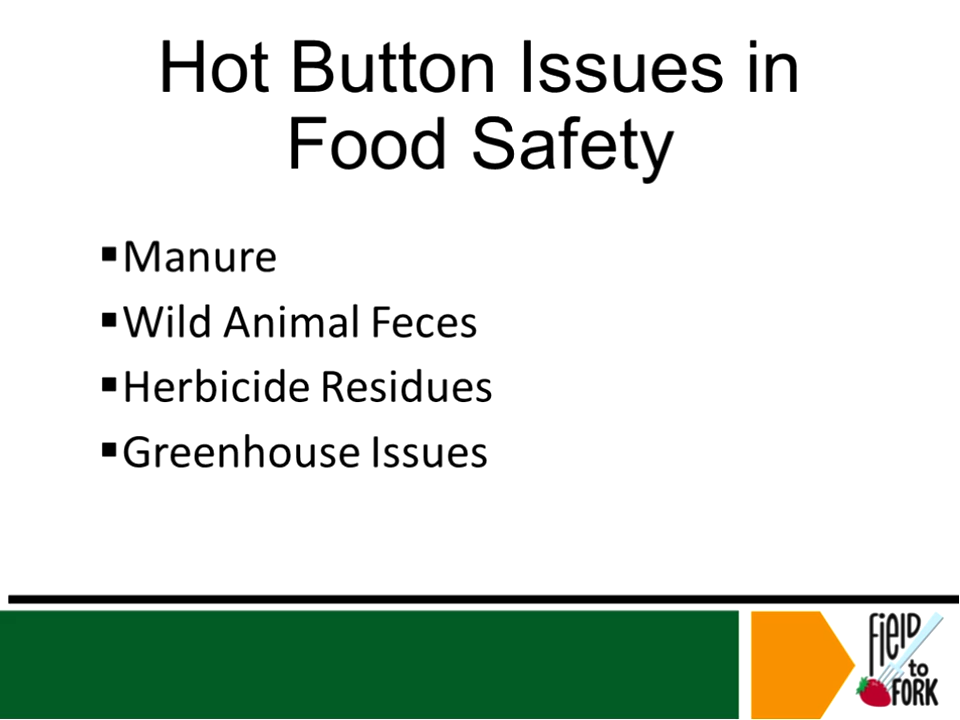 Hot Button Issues in
Food Safety
▪Manure
▪Wild Animal Feces
▪Herbicide Residues
▪Greenhouse Issues
FiELD
to
FORK